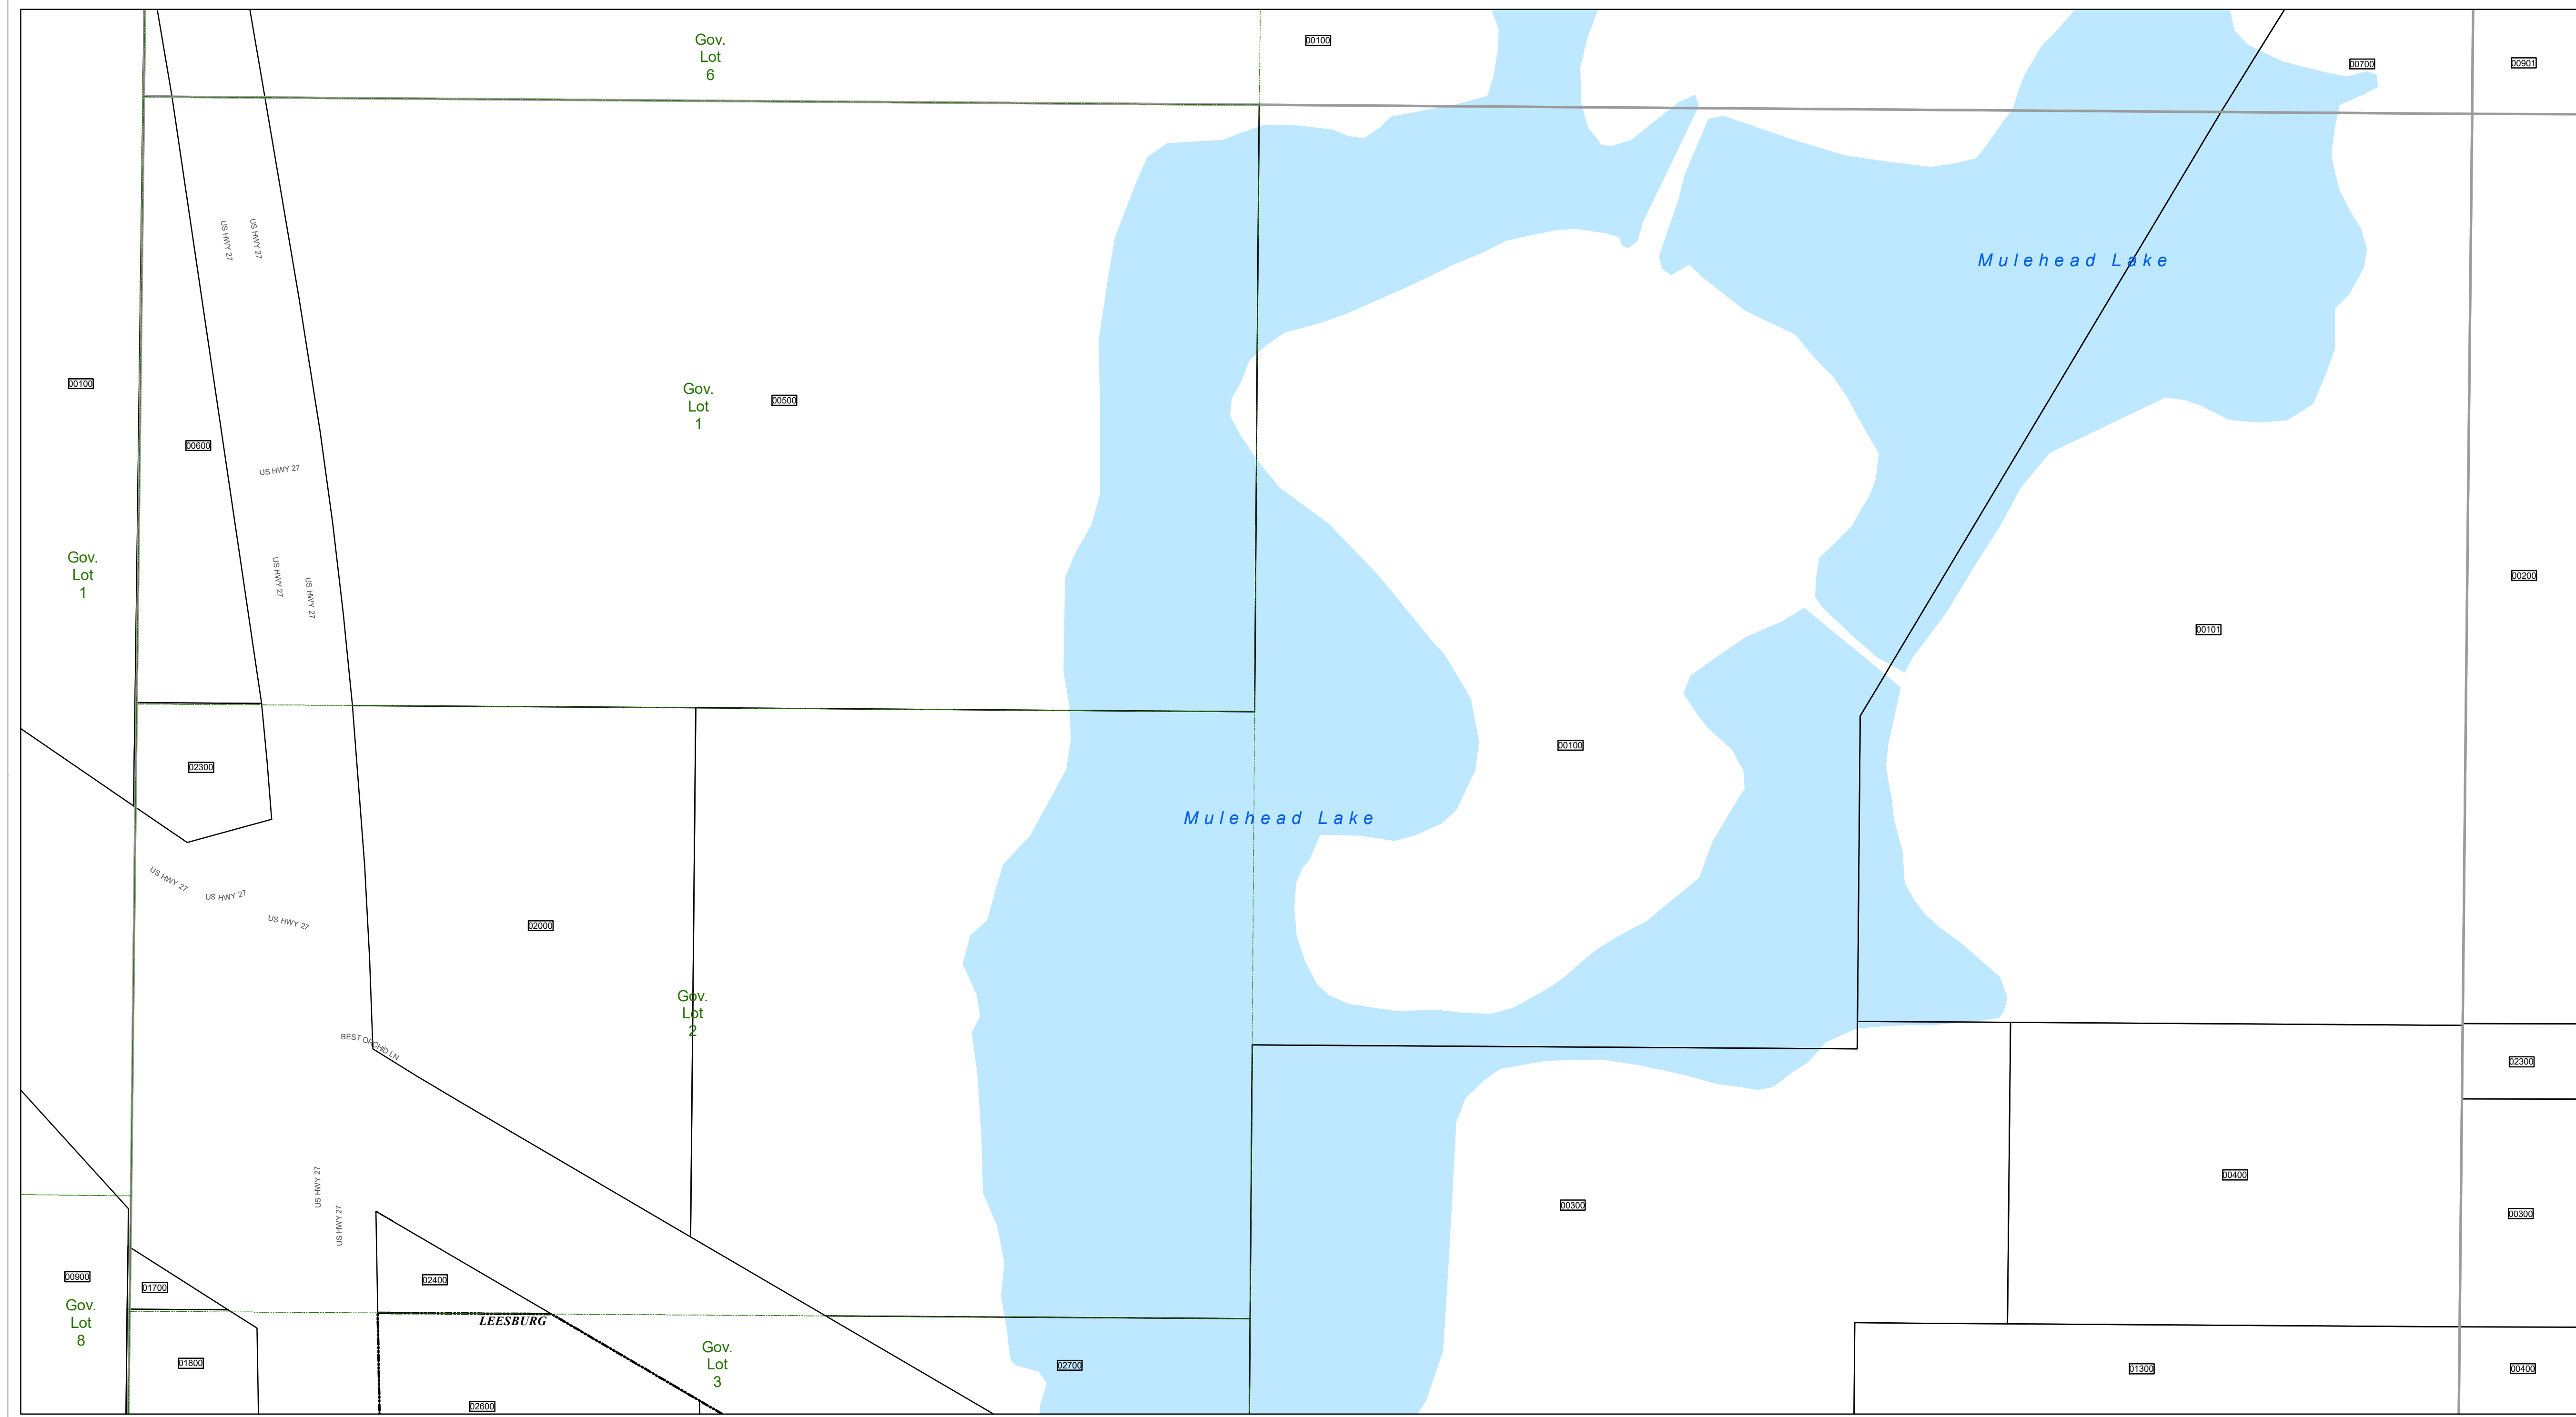 Gov.
Lot
6
00100
00700
00901
US HWY 27
US HWY 27
Mulehead Lake
00100
Gov.
Lot
1
00500
00600
US HWY 27
Gov.
Lot
1
US HWY 27
US HWY 27
00200
00101
00100
02300
Mulehead Lake
US HWY 27
US HWY 27
US HWY 27
02000
Gov.
Lot
2
BEST ORCHID LN
02300
US HWY 27
US HWY 27
00400
00300
00300
00900
01700
02400
Gov.
Lot
8
LEESBURG
01800
Gov.
Lot
3
02700
01300
00400
02600